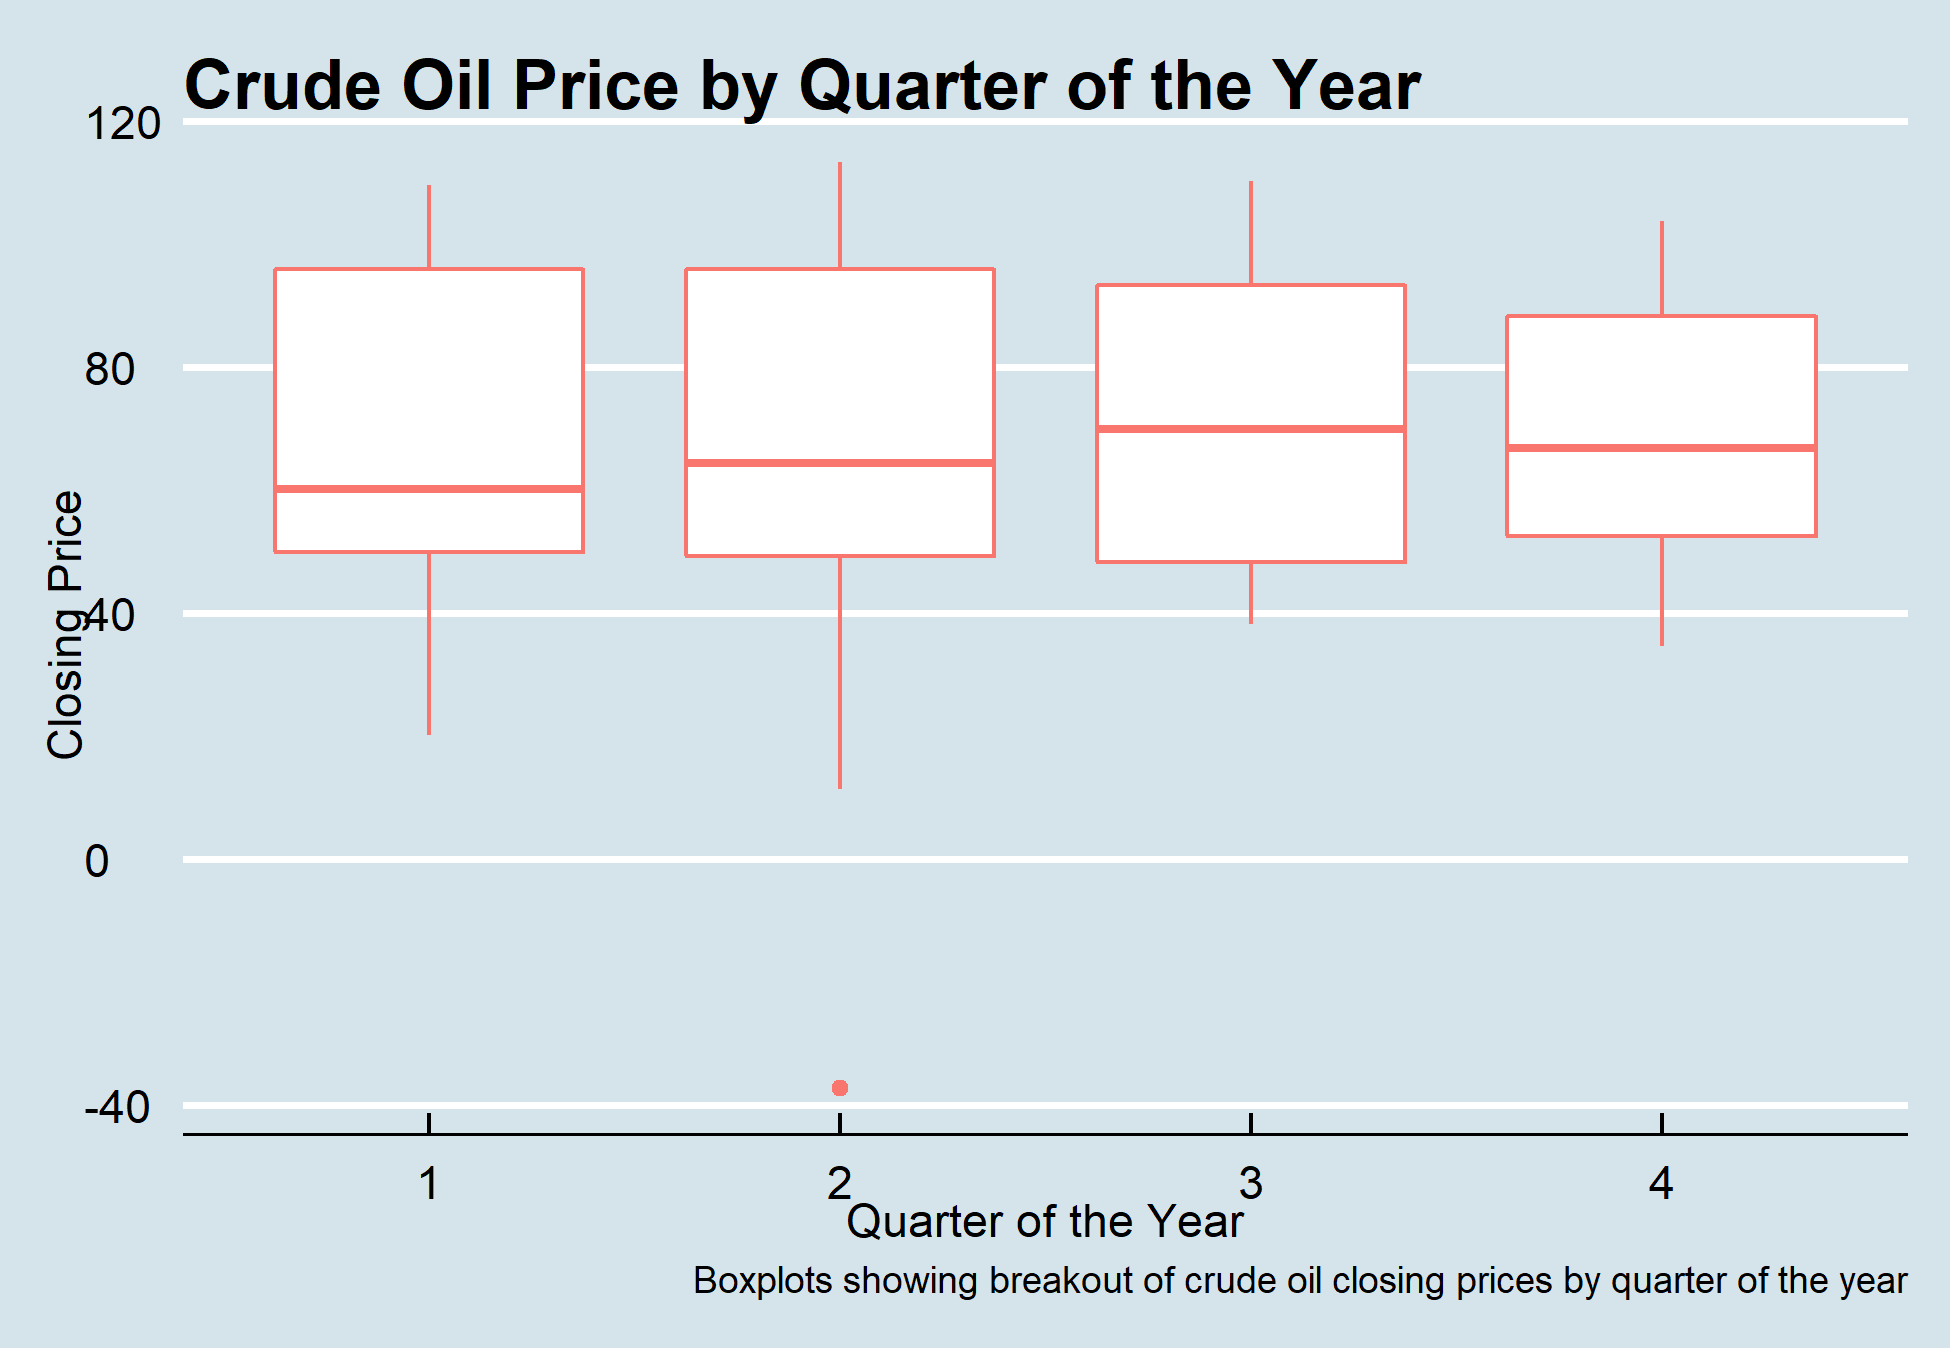 Crude Oil Price by Quarter of the Year
120
80
40
0
-40
Closing Price
1
2
3
4
Quarter of the Year
Boxplots showing breakout of crude oil closing prices by quarter of the year